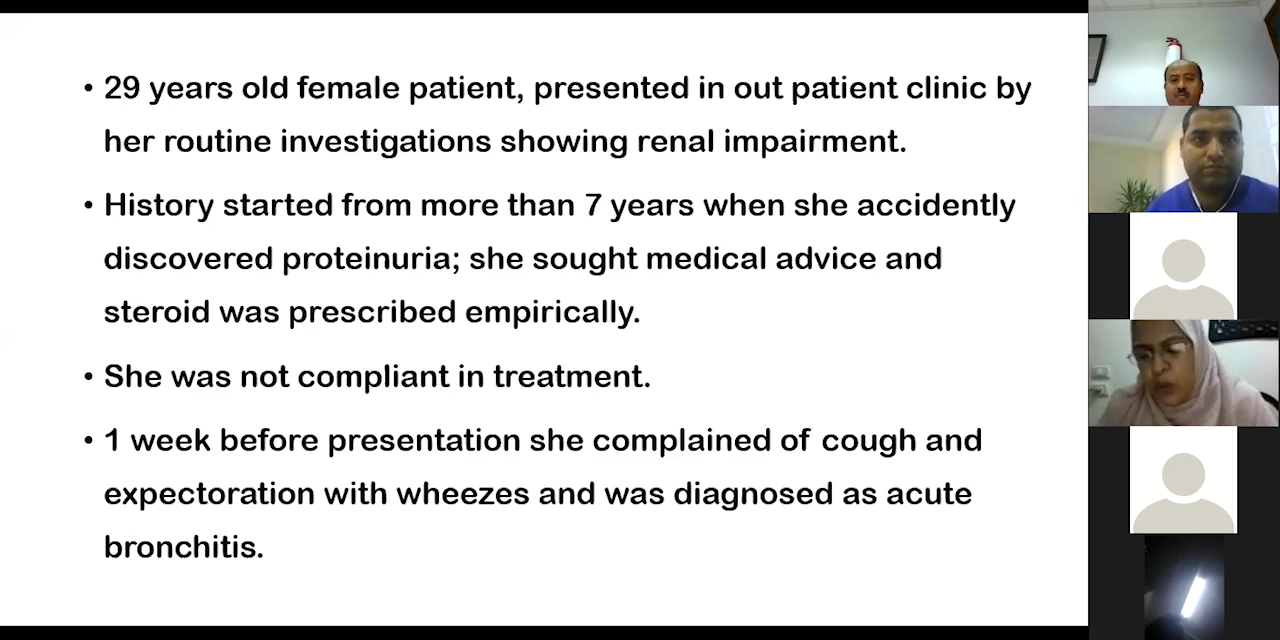 • 29 years old female patient, presented in out patient clinic by
her routine investigations showing renal impairment.
• History started from more than 7 years when she accidently
discovered proteinuria; she sought medical advice and
steroid was prescribed empirically.
• She was not compliant in treatment.
• 1 week before presentation she complained of cough and
expectoration with wheezes and was diagnosed as acute
bronchitis.